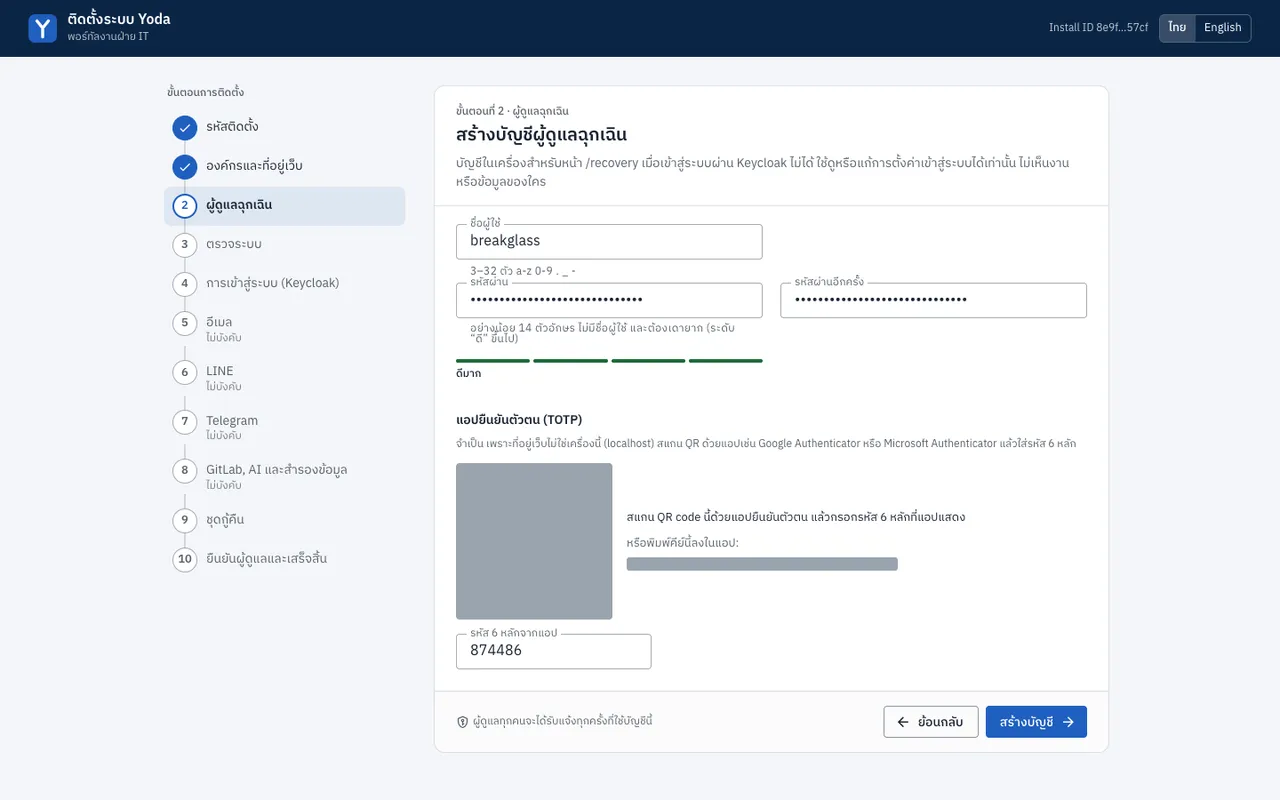 Y
ติดตั้งระบบ Yoda
พอร์ทัลงานฝ่าย IT
Install ID 8e9f…57cf
ไทย
English
ขั้นตอนการติดตั้ง
รหัสติดตั้ง
องค์กรและที่อยู่เว็บ
2 ผู้ดูแลฉุกเฉิน
3 ตรวจระบบ
4 การเข้าสู่ระบบ (Keycloak)
5 อีเมล
ไม่บังคับ
6 LINE
ไม่บังคับ
7 Telegram
ไม่บังคับ
8 GitLab, AI และสำรองข้อมูล
ไม่บังคับ
9 ชุดกู้คืน
10 ยืนยันผู้ดูแลและเสร็จสิ้น
ขั้นตอนที่ 2 · ผู้ดูแลฉุกเฉิน
สร้างบัญชีผู้ดูแลฉุกเฉิน
บัญชีในเครื่องสำหรับหน้า /recovery เมื่อเข้าสู่ระบบผ่าน Keycloak ไม่ได้ ใช้ดูหรือแก้การตั้งค่าเข้าสู่ระบบได้เท่านั้น ไม่เห็นงาน
หรือข้อมูลของใคร
ชื่อผู้ใช้
breakglass
3–32 ตัว a-z 0-9 . _ -
รหัสผ่าน
รหัสผ่านอีกครั้ง
อย่างน้อย 14 ตัวอักษร ไม่มีชื่อผู้ใช้ และต้องเดายาก (ระดับ
“ดี” ขึ้นไป)
ดีมาก
แอปยืนยันตัวตน (TOTP)
จำเป็น เพราะที่อยู่เว็บไม่ใช่เครื่องนี้ (localhost) สแกน QR ด้วยแอปเช่น Google Authenticator หรือ Microsoft Authenticator แล้วใส่รหัส 6 หลัก
สแกน QR code นี้ด้วยแอปยืนยันตัวตน แล้วกรอกรหัส 6 หลักที่แอปแสดง
หรือพิมพ์คีย์นี้ลงในแอป:
รหัส 6 หลักจากแอป
874486
ผู้ดูแลทุกคนจะได้รับแจ้งทุกครั้งที่ใช้บัญชีนี้
← ย้อนกลับ
สร้างบัญชี →